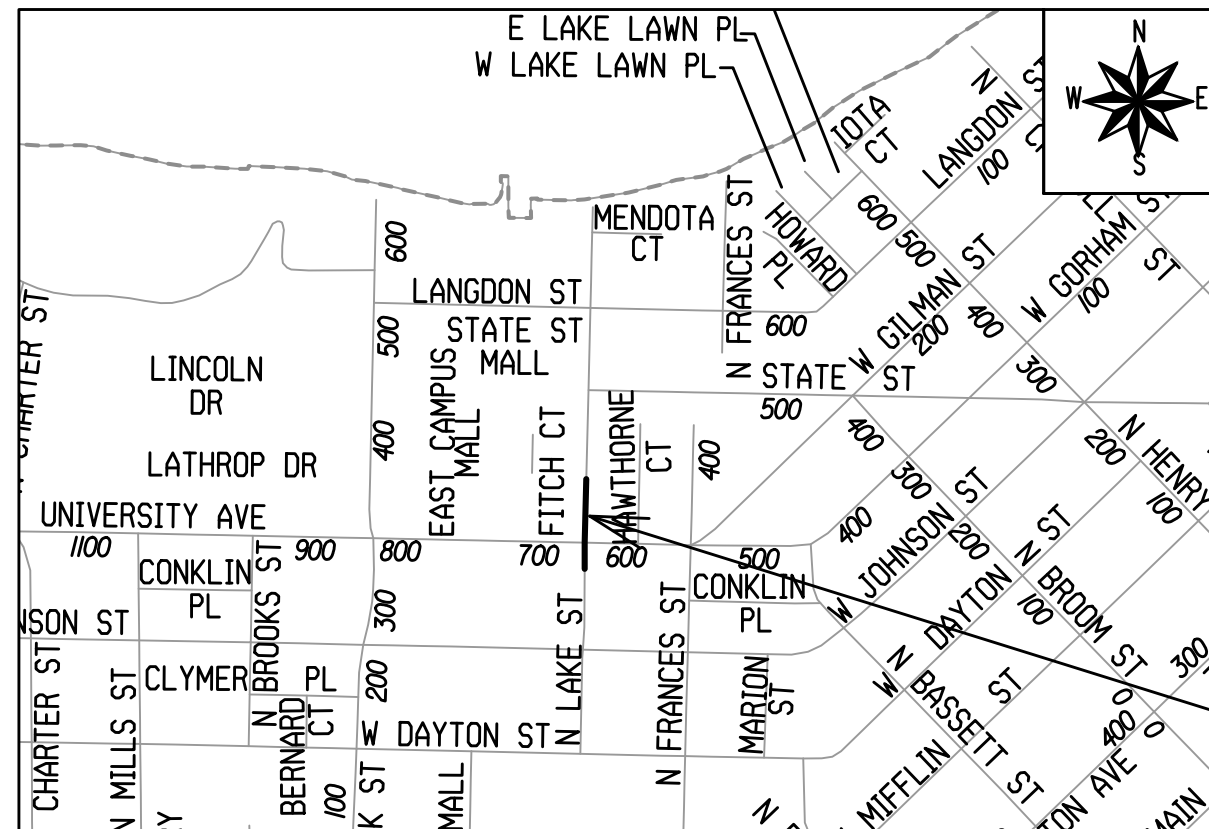 E LAKE LAWN PL
W LAKE LAWN PL
N
W
E
S
IOTA
CT
N
ST
LANGDON
100
600
MENDOTA
CT
N FRANCES ST
HOWARD
PL
600
500
W GORHAM
ST
100
LANGDON ST
STATE ST
MALL
500
600
W GILMAN ST
200
400
300
N STATE ST
500
LINCOLN
DR
EAST CAMPUS
MALL
400
FITCH CT
HAWTHORNE
CT
400
400
300
200
N HENRY
100
LATHROP DR
UNIVERSITY AVE
1100
900
800
700
600
500
400
W JOHNSON ST
200
CONKLIN
PL
N BROOKS ST
300
CONKLIN
PL
W DAYTON ST
N BROOM ST
100
NSON ST
CLYMER PL
200
N LAKE ST
N FRANCES ST
MARION
ST
N BASSETT ST
300
0
0
400
CHARTER ST
N MILLS ST
BERNARD
CT
100
W DAYTON ST
K ST
MALL
N
MIFFLIN ST
TON AVE
MAIN